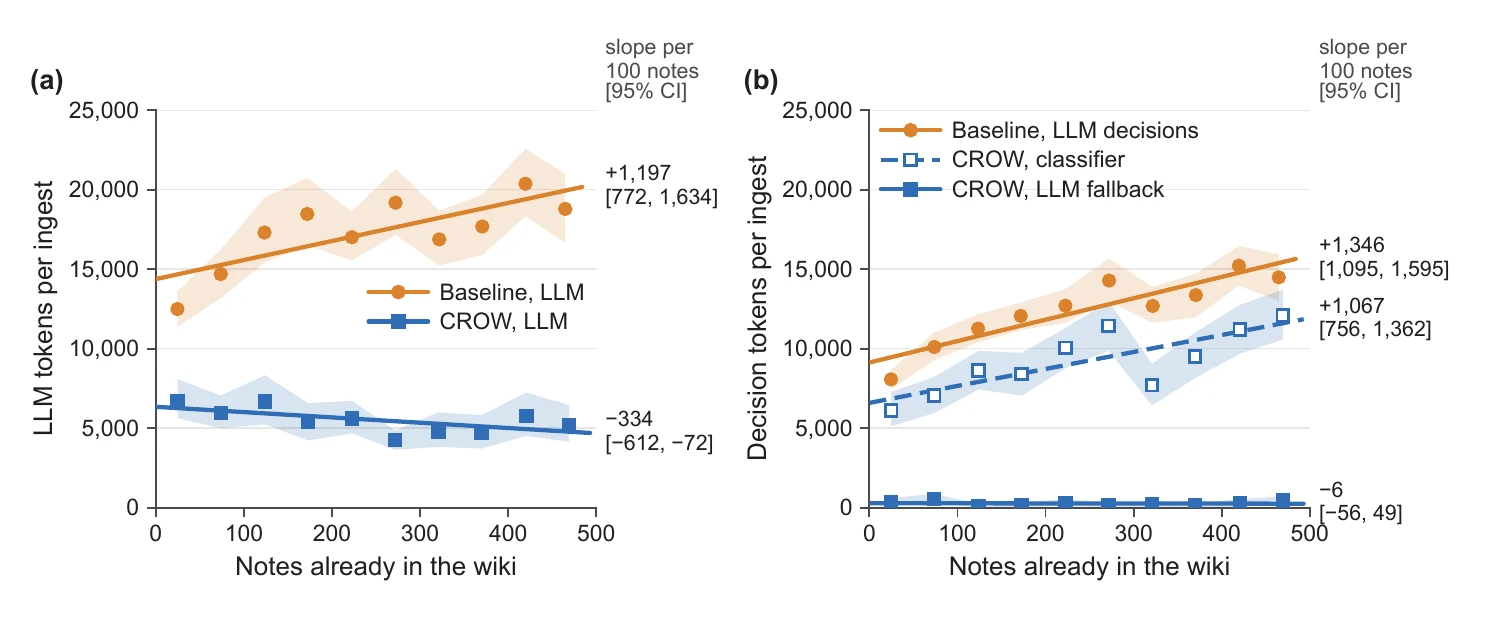 (a)
slope per
100 notes
[95% CI]
LLM tokens per ingest
25,000
20,000
15,000
10,000
5,000
0
+1,197
[772, 1,634]
Baseline, LLM
CROW, LLM
−334
[−612, −72]
0 100 200 300 400 500
Notes already in the wiki
(b)
slope per
100 notes
[95% CI]
Decision tokens per ingest
25,000
20,000
15,000
10,000
5,000
0
Baseline, LLM decisions
CROW, classifier
CROW, LLM fallback
+1,346
[1,095, 1,595]
+1,067
[756, 1,362]
−6
[−56, 49]
0 100 200 300 400 500
Notes already in the wiki